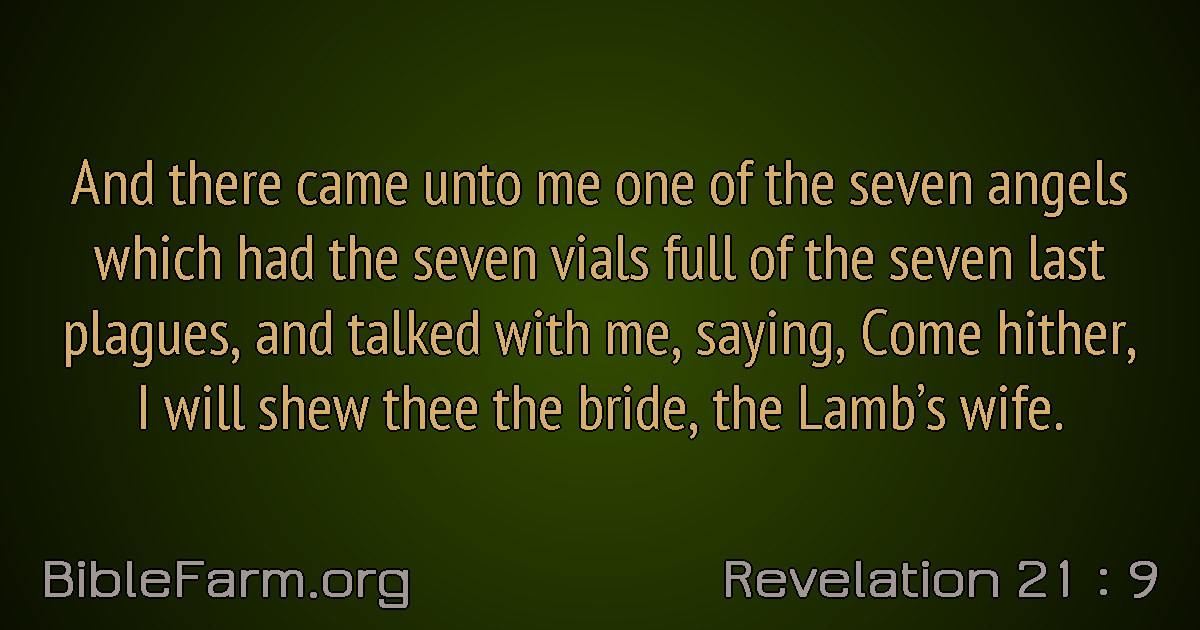 And there came unto me one of the seven angels
which had the seven vials full of the seven last
plagues, and talked with me, saying, Come hither,
I will shew thee the bride, the Lamb’s wife.
BibleFarm.org
Revelation 21 : 9